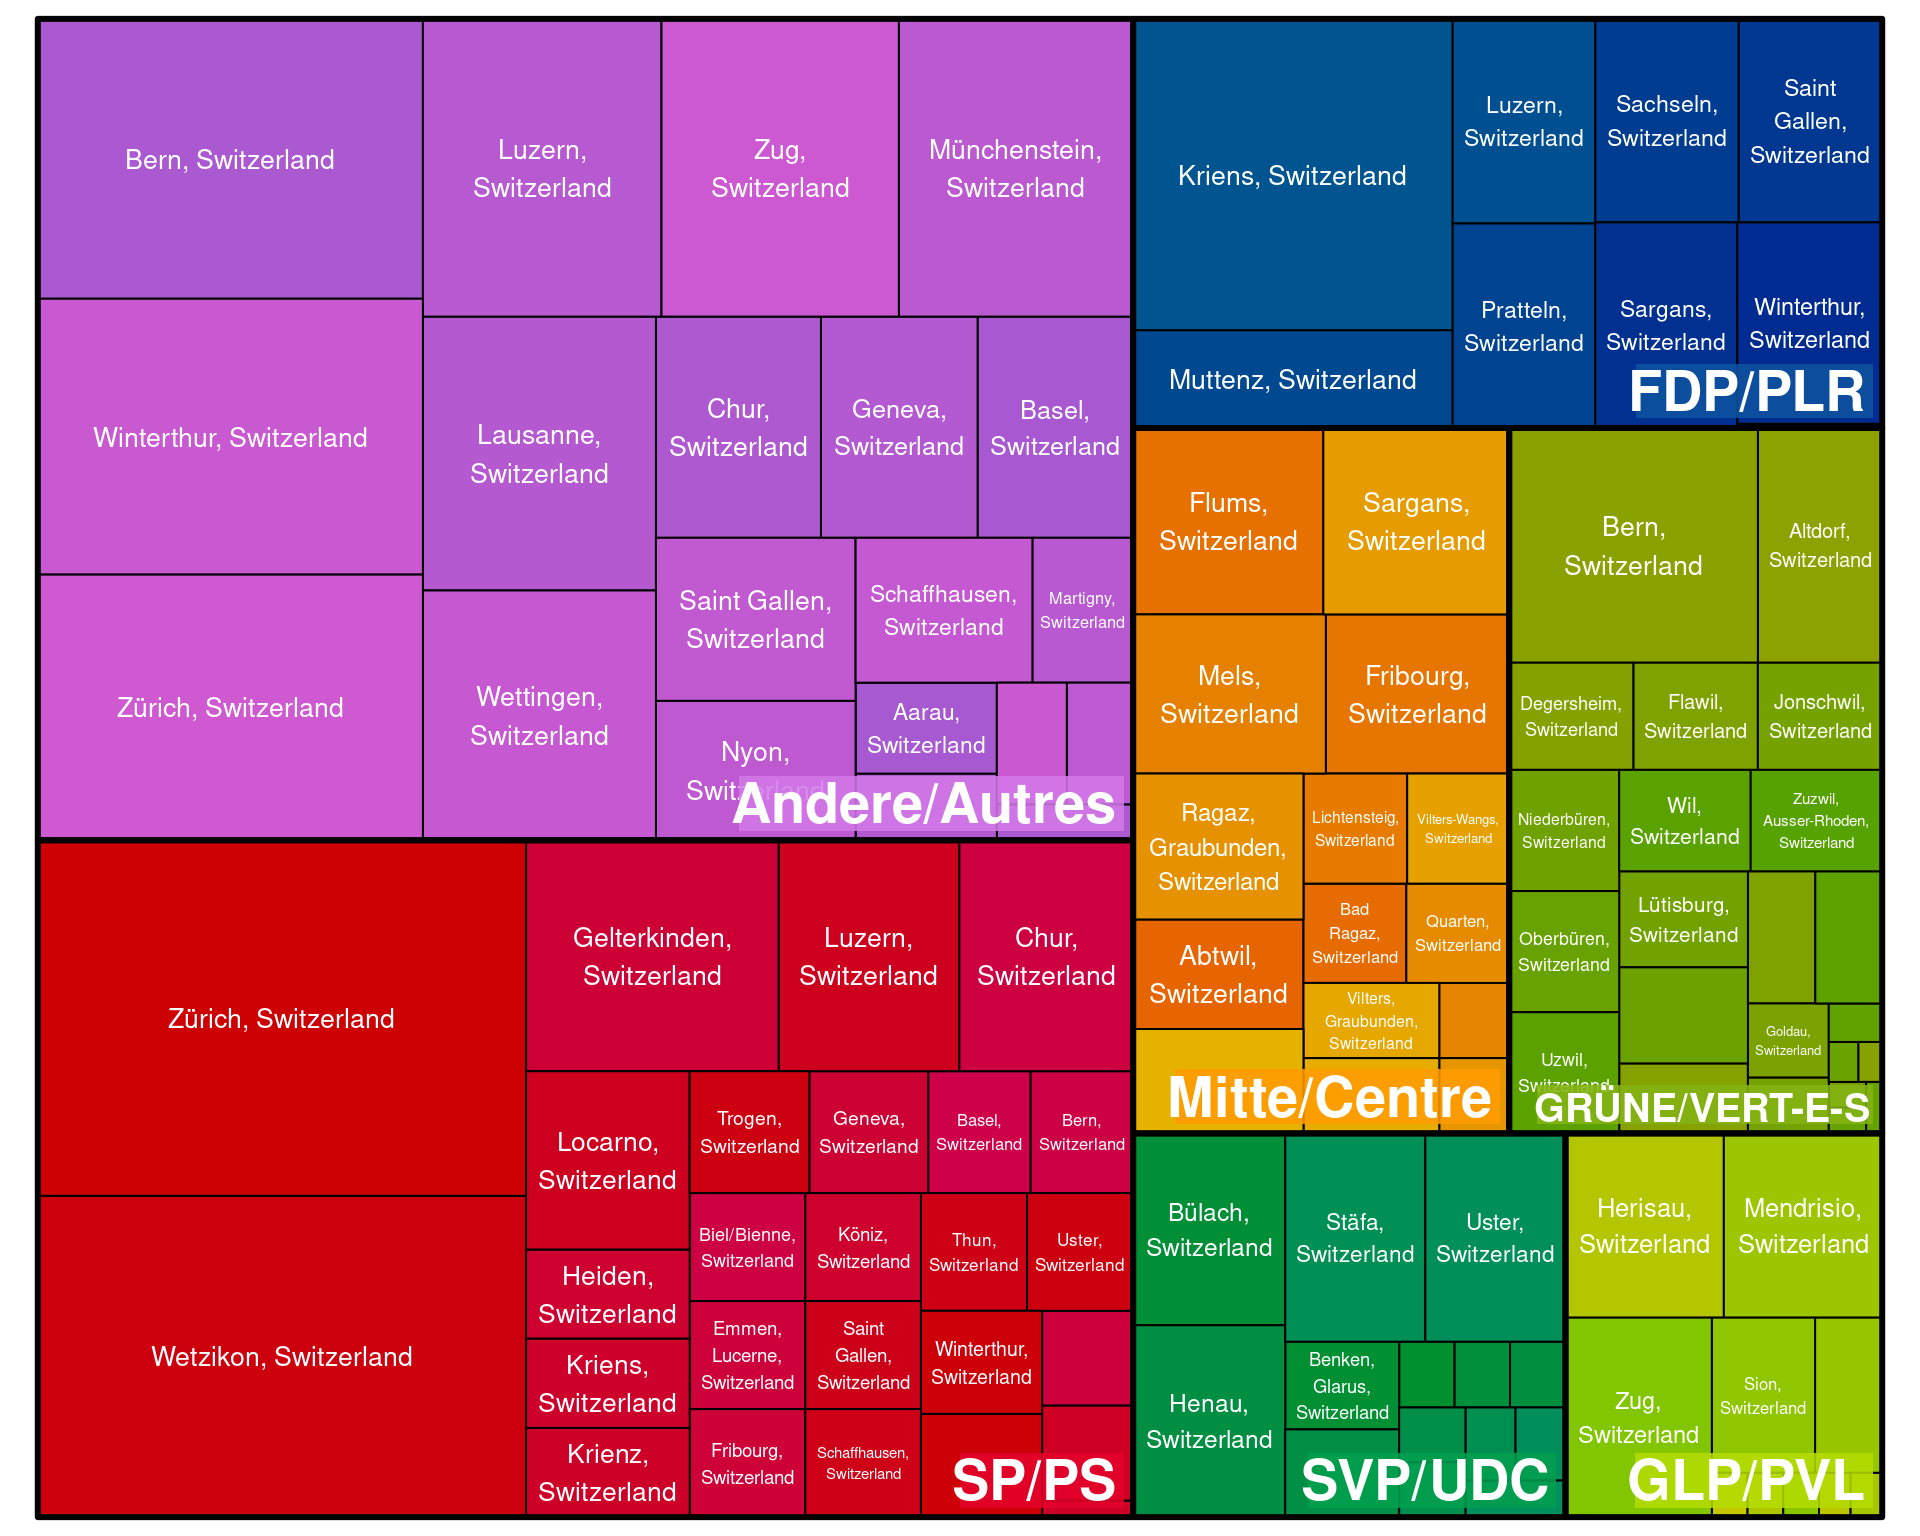 Bern, Switzerland
Winterthur, Switzerland
Zürich, Switzerland
Luzern,
Switzerland
Zug,
Switzerland
Münchenstein,
Switzerland
Lausanne,
Switzerland
Wettingen,
Switzerland
Chur,
Switzerland
Geneva,
Switzerland
Basel,
Switzerland
Saint Gallen,
Switzerland
Schaffhausen,
Switzerland
Martigny,
Switzerland
Nyon,
Switzerland
Aarau,
Switzerland
Andere/Autres
Zürich, Switzerland
Wetzikon, Switzerland
Gelterkinden,
Switzerland
Luzern,
Switzerland
Chur,
Switzerland
Locarno,
Switzerland
Heiden,
Switzerland
Kriens,
Switzerland
Krienz,
Switzerland
Trogen,
Switzerland
Geneva,
Switzerland
Basel,
Switzerland
Bern,
Switzerland
Biel/Bienne,
Switzerland
Köniz,
Switzerland
Thun,
Switzerland
Uster,
Switzerland
Emmen,
Lucerne,
Switzerland
Saint
Gallen,
Switzerland
Winterthur,
Switzerland
Fribourg,
Switzerland
Schaffhausen,
Switzerland
SP/PS
Kriens, Switzerland
Muttenz, Switzerland
Luzern,
Switzerland
Sachseln,
Switzerland
Saint
Gallen,
Switzerland
Pratteln,
Switzerland
Sargans,
Switzerland
Winterthur,
Switzerland
FDP/PLR
Flums,
Switzerland
Sargans,
Switzerland
Mels,
Switzerland
Fribourg,
Switzerland
Ragaz,
Graubunden,
Switzerland
Lichtensteig,
Switzerland
Vilters-Wangs,
Switzerland
Bad
Ragaz,
Switzerland
Quarten,
Switzerland
Abtwil,
Switzerland
Vilters,
Graubunden,
Switzerland
Mitte/Centre
Bern,
Switzerland
Altdorf,
Switzerland
Degersheim,
Switzerland
Flawil,
Switzerland
Jonschwil,
Switzerland
Niederbüren,
Switzerland
Wil,
Switzerland
Zuzwil,
Ausser-Rhoden,
Switzerland
Oberbüren,
Switzerland
Lütisburg,
Switzerland
Uzwil,
Switzerland
Goldau,
Switzerland
GRÜNE/VERT-E-S
Bülach,
Switzerland
Henau,
Switzerland
Stäfa,
Switzerland
Uster,
Switzerland
Benken,
Glarus,
Switzerland
SVP/UDC
Herisau,
Switzerland
Mendrisio,
Switzerland
Zug,
Switzerland
Sion,
Switzerland
GLP/PVL